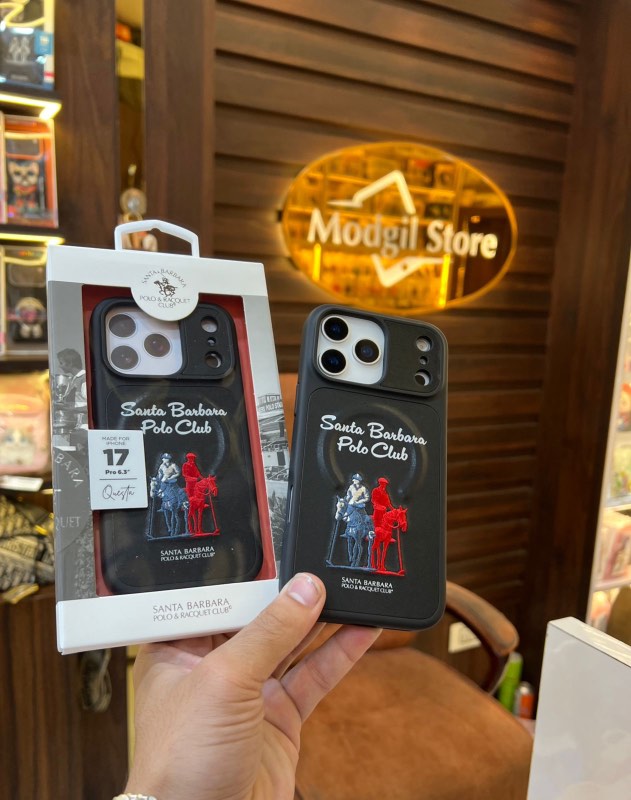 Modgil Store
SANTA BARBARA
POLO & RACQUET
CLUB®
Santa Barbara
Polo Club
MADE FOR
IPHONE
17
Pro 6.3"
Questa
SANTA BARBARA
POLO & RACQUET CLUB®
SANTA BARBARA
POLO & RACQUET CLUB®
Santa Barbara
Polo Club
SANTA BARBARA
POLO & RACQUET CLUB®